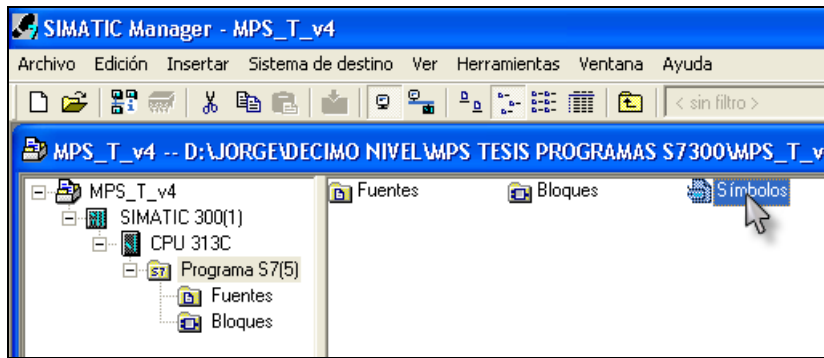 SIMATIC Manager - MPS_T_v4
Archivo Edición Insertar Sistema de destino Ver Herramientas Ventana Ayuda
< sin filtro >
MPS_T_v4 -- D:\JORGE\DECIMO NIVEL\MPS TESIS PROGRAMAS S7300\MPS_T_v
MPS_T_v4
SIMATIC 300(1)
CPU 313C
Programa S7(5)
Fuentes
Bloques
Fuentes Bloques Símbolos